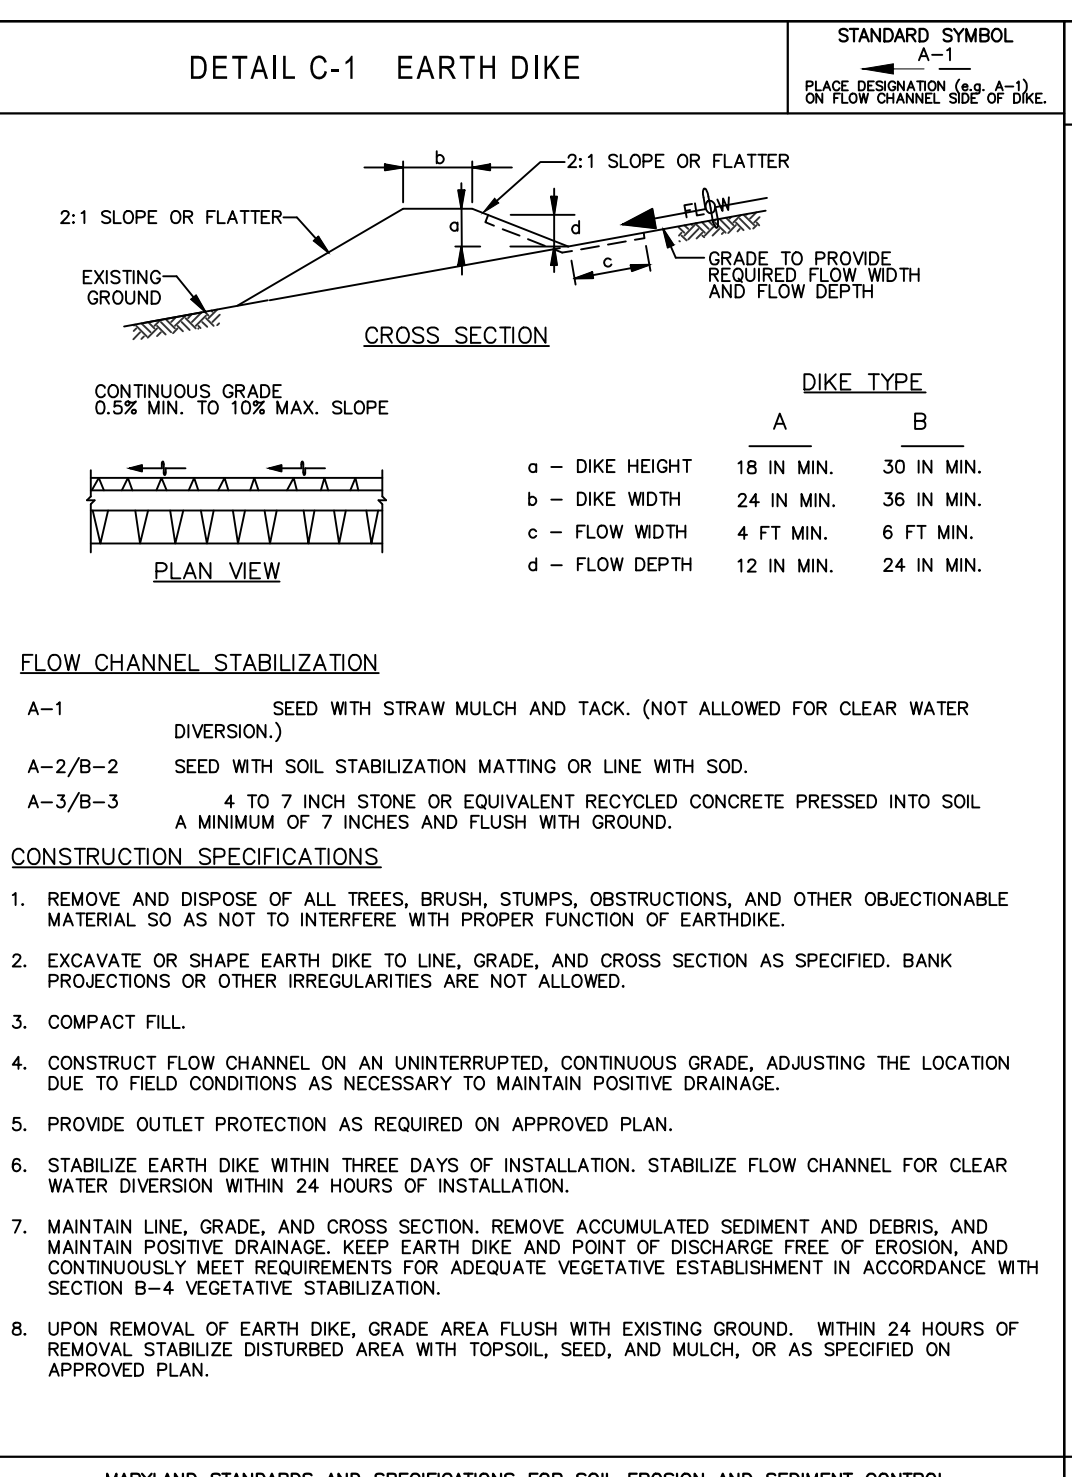 DETAIL C-1 EARTH DIKE
STANDARD SYMBOL
A-1
PLACE DESIGNATION (e.g. A-1)
ON FLOW CHANNEL SIDE OF DIKE.
b
2:1 SLOPE OR FLATTER
2:1 SLOPE OR FLATTER
a
d
FLOW
c
EXISTING
GROUND
GRADE TO PROVIDE
REQUIRED FLOW WIDTH
AND FLOW DEPTH
CROSS SECTION
CONTINUOUS GRADE
0.5% MIN. TO 10% MAX. SLOPE
PLAN VIEW
DIKE TYPE
A B
a - DIKE HEIGHT 18 IN MIN. 30 IN MIN.
b - DIKE WIDTH 24 IN MIN. 36 IN MIN.
c - FLOW WIDTH 4 FT MIN. 6 FT MIN.
d - FLOW DEPTH 12 IN MIN. 24 IN MIN.
FLOW CHANNEL STABILIZATION
A-1 SEED WITH STRAW MULCH AND TACK. (NOT ALLOWED FOR CLEAR WATER
DIVERSION.)
A-2/B-2 SEED WITH SOIL STABILIZATION MATTING OR LINE WITH SOD.
A-3/B-3 4 TO 7 INCH STONE OR EQUIVALENT RECYCLED CONCRETE PRESSED INTO SOIL
A MINIMUM OF 7 INCHES AND FLUSH WITH GROUND.
CONSTRUCTION SPECIFICATIONS
1. REMOVE AND DISPOSE OF ALL TREES, BRUSH, STUMPS, OBSTRUCTIONS, AND OTHER OBJECTIONABLE
MATERIAL SO AS NOT TO INTERFERE WITH PROPER FUNCTION OF EARTHDIKE.
2. EXCAVATE OR SHAPE EARTH DIKE TO LINE, GRADE, AND CROSS SECTION AS SPECIFIED. BANK
PROJECTIONS OR OTHER IRREGULARITIES ARE NOT ALLOWED.
3. COMPACT FILL.
4. CONSTRUCT FLOW CHANNEL ON AN UNINTERRUPTED, CONTINUOUS GRADE, ADJUSTING THE LOCATION
DUE TO FIELD CONDITIONS AS NECESSARY TO MAINTAIN POSITIVE DRAINAGE.
5. PROVIDE OUTLET PROTECTION AS REQUIRED ON APPROVED PLAN.
6. STABILIZE EARTH DIKE WITHIN THREE DAYS OF INSTALLATION. STABILIZE FLOW CHANNEL FOR CLEAR
WATER DIVERSION WITHIN 24 HOURS OF INSTALLATION.
7. MAINTAIN LINE, GRADE, AND CROSS SECTION. REMOVE ACCUMULATED SEDIMENT AND DEBRIS, AND
MAINTAIN POSITIVE DRAINAGE. KEEP EARTH DIKE AND POINT OF DISCHARGE FREE OF EROSION, AND
CONTINUOUSLY MEET REQUIREMENTS FOR ADEQUATE VEGETATIVE ESTABLISHMENT IN ACCORDANCE WITH
SECTION B-4 VEGETATIVE STABILIZATION.
8. UPON REMOVAL OF EARTH DIKE, GRADE AREA FLUSH WITH EXISTING GROUND. WITHIN 24 HOURS OF
REMOVAL STABILIZE DISTURBED AREA WITH TOPSOIL, SEED, AND MULCH, OR AS SPECIFIED ON
APPROVED PLAN.
MARYLAND STANDARDS AND SPECIFICATIONS FOR SOIL EROSION AND SEDIMENT CONTROL